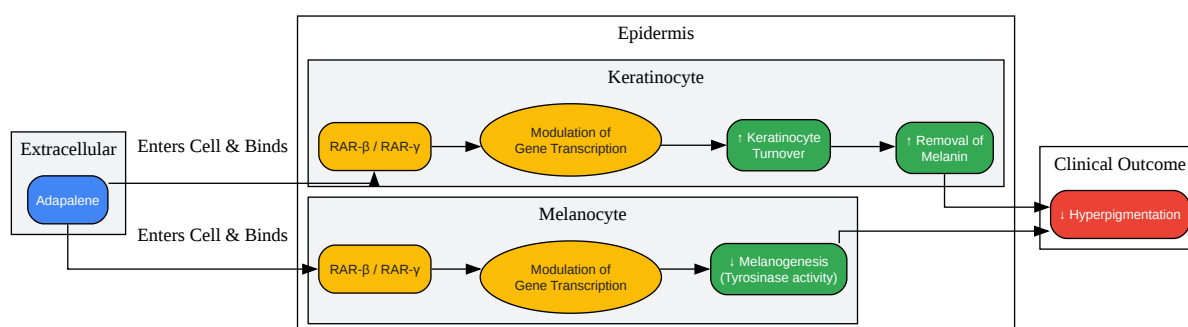 Epidermis
Keratinocyte
Extracellular
Adapalene
Enters Cell & Binds
RAR-β / RAR-γ
Modulation of
Gene Transcription
↑ Keratinocyte
Turnover
↑ Removal of
Melanin
Enters Cell & Binds
Melanocyte
RAR-β / RAR-γ
Modulation of
Gene Transcription
↓ Melanogenesis
(Tyrosinase activity)
Clinical Outcome
↓ Hyperpigmentation